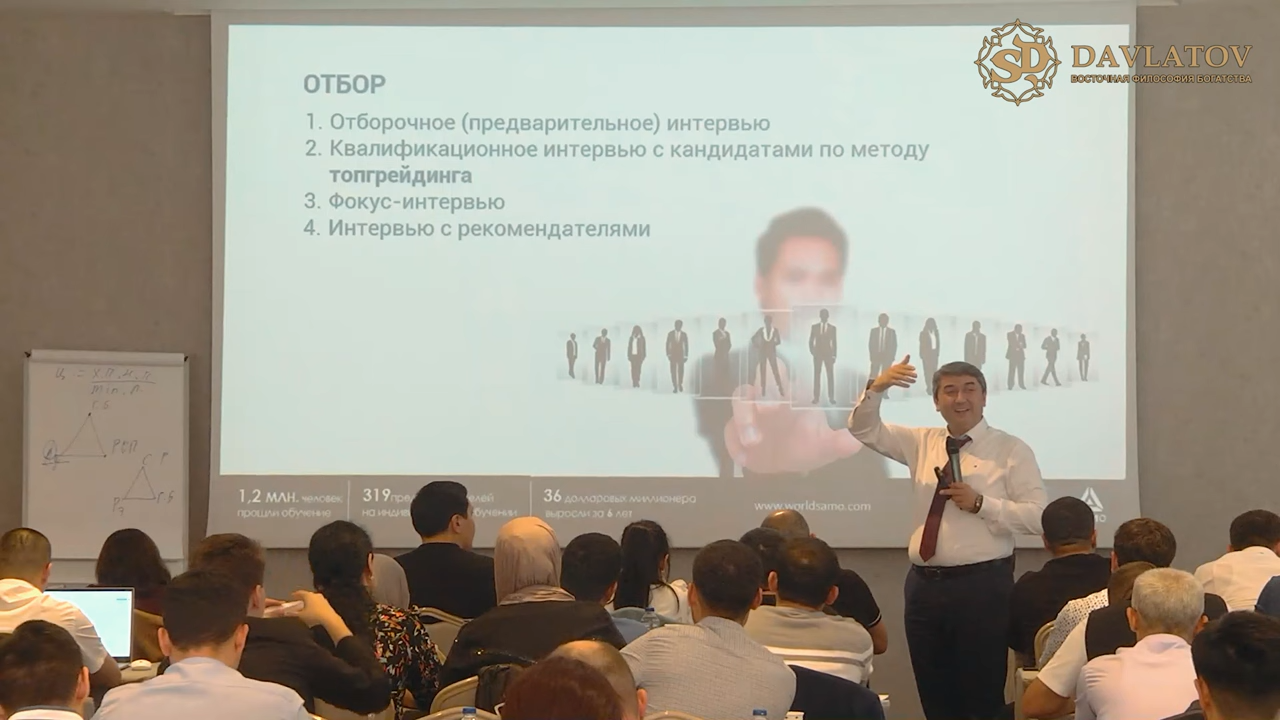 DAVLATOV
ВОСТОЧНАЯ ФИЛОСОФИЯ БОГАТСТВА
ОТБОР
1. Отборочное (предварительное) интервью
2. Квалификационное интервью с кандидатами по методу
топгрейдинга
3. Фокус-интервью
4. Интервью с рекомендателями
1,2 МЛН. человек
прошли обучение
319
36 долларовых миллионера
выросли за 6 лет
www.worldsamo.com